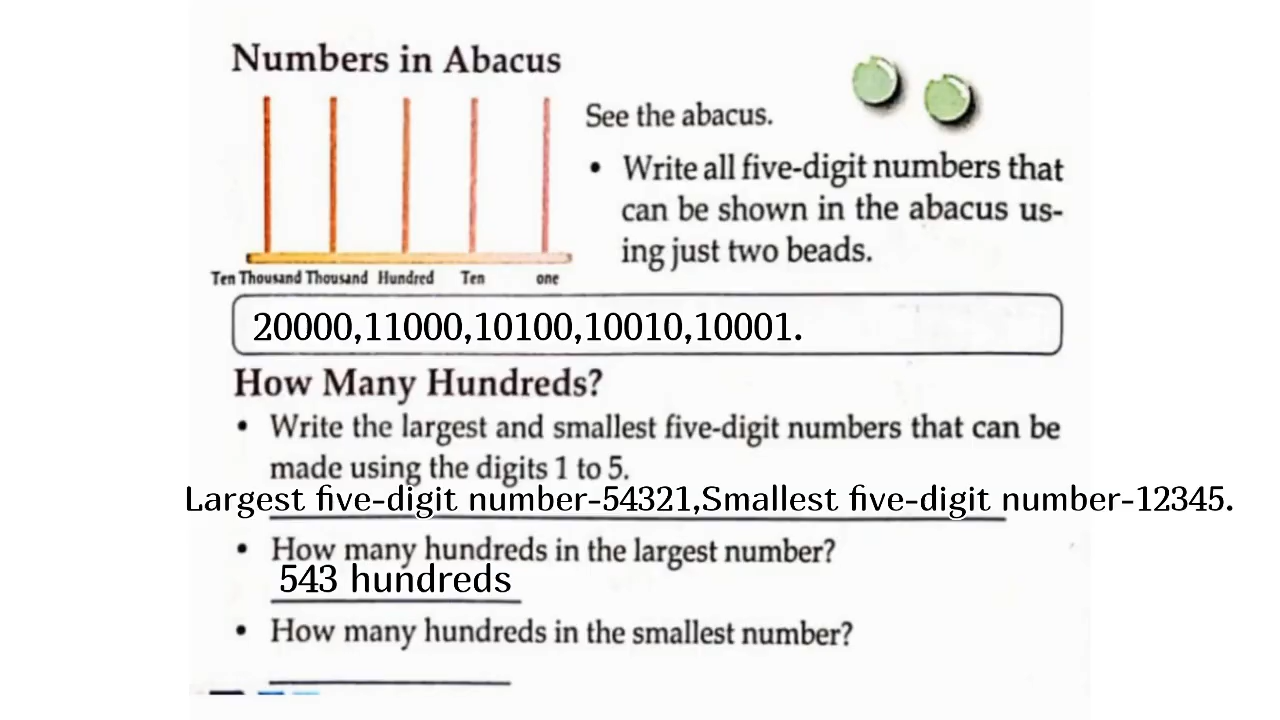 Numbers in Abacus
See the abacus.
• Write all five-digit numbers that
can be shown in the abacus us-
ing just two beads.
Ten Thousand Thousand Hundred Ten one
20000,11000,10100,10010,10001.
How Many Hundreds?
• Write the largest and smallest five-digit numbers that can be
made using the digits 1 to 5.
Largest five-digit number-54321,Smallest five-digit number-12345.
• How many hundreds in the largest number?
543 hundreds
• How many hundreds in the smallest number?